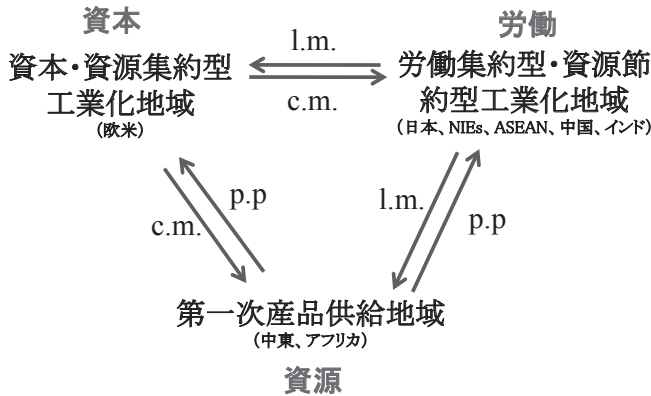 資本
労働
資本・資源集約型
工業化地域
(欧米)
l.m.
c.m.
労働集約型・資源節
約型工業化地域
(日本、NIEs、ASEAN、中国、インド)
c.m.
p.p
l.m.
p.p
第一次産品供給地域
(中東、アフリカ)
資源